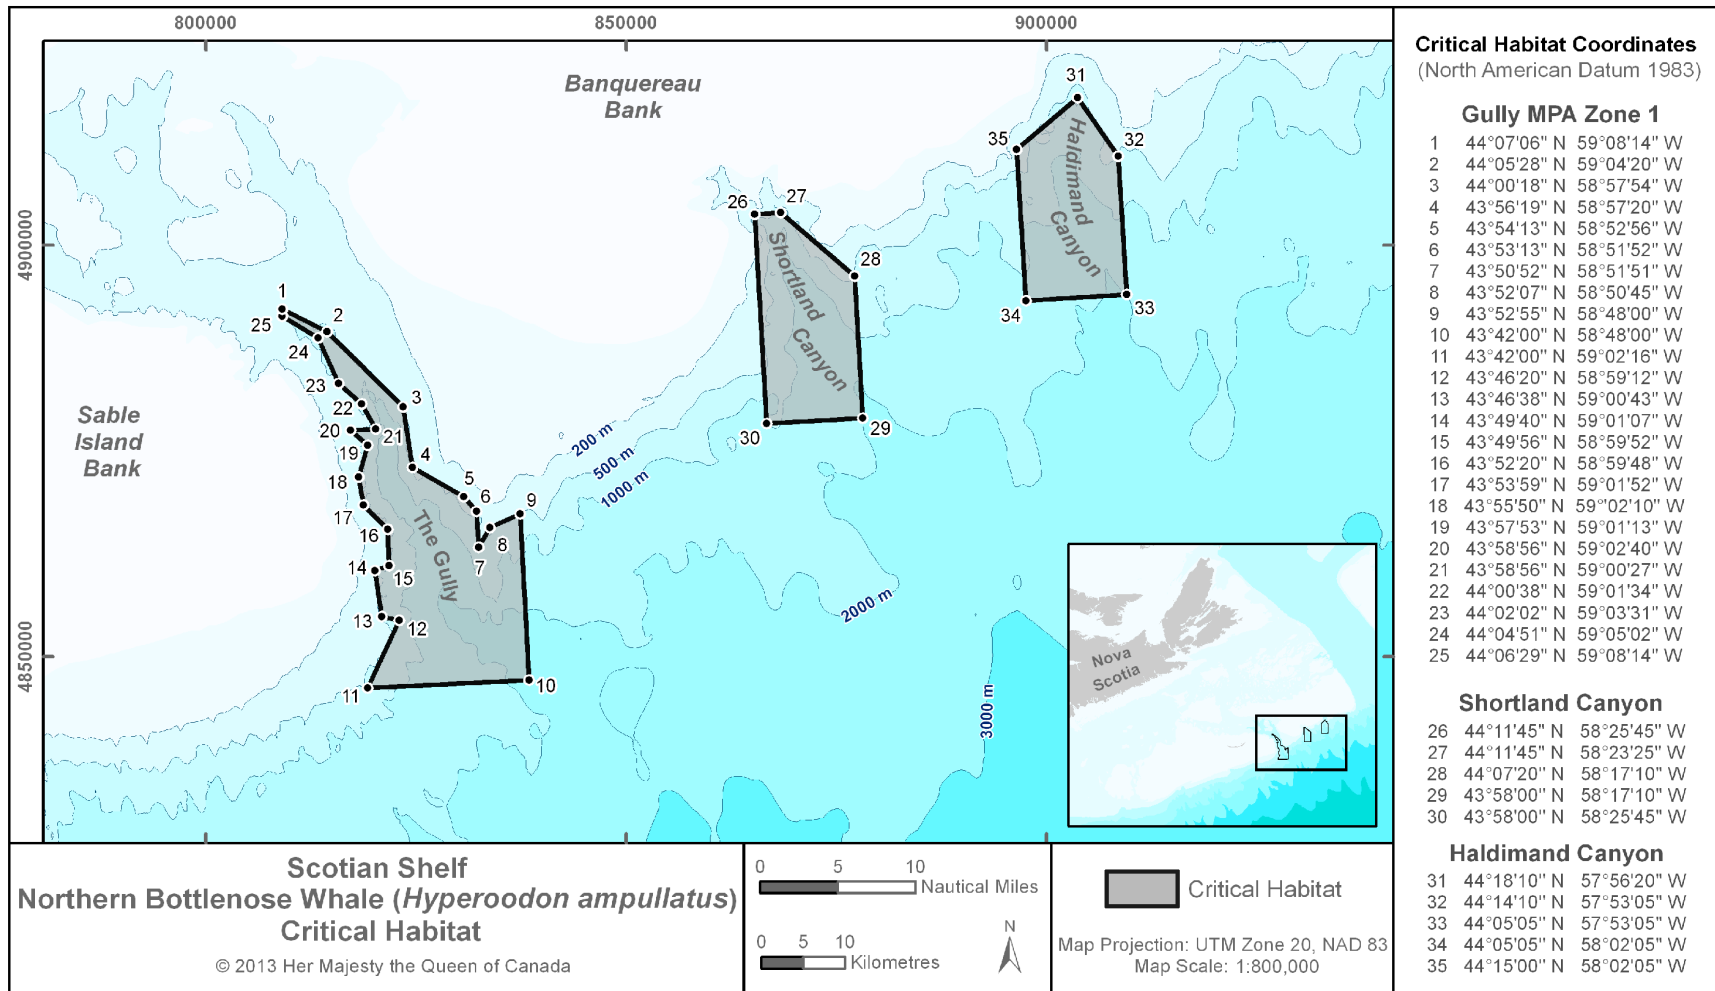 800000
850000
900000
4900000
4850000
Banquereau
Bank
Sable
Island
Bank
The Gully
Shortland Canyon
Haldimand Canyon
1
2
3
4
5
6
7
8
9
10
11
12
13
14
15
16
17
18
19
20
21
22
23
24
25
26
27
28
29
30
31
32
33
34
35
200 m
500 m
1000 m
2000 m
3000 m
Nova
Scotia
Scotian Shelf
Northern Bottlenose Whale (Hyperoodon ampullatus)
Critical Habitat
© 2013 Her Majesty the Queen of Canada
0 5 10
Nautical Miles
0 5 10
Kilometres
N
Critical Habitat
Map Projection: UTM Zone 20, NAD 83
Map Scale: 1:800,000
Critical Habitat Coordinates
(North American Datum 1983)
Gully MPA Zone 1
1 44°07'06" N 59°08'14" W
2 44°05'28" N 59°04'20" W
3 44°00'18" N 58°57'54" W
4 43°56'19" N 58°57'20" W
5 43°54'13" N 58°52'56" W
6 43°53'13" N 58°51'52" W
7 43°50'52" N 58°51'51" W
8 43°52'07" N 58°50'45" W
9 43°52'55" N 58°48'00" W
10 43°42'00" N 58°48'00" W
11 43°42'00" N 59°02'16" W
12 43°46'20" N 58°59'12" W
13 43°46'38" N 59°00'43" W
14 43°49'40" N 59°01'07" W
15 43°49'56" N 58°59'52" W
16 43°52'20" N 58°59'48" W
17 43°53'59" N 59°01'52" W
18 43°55'50" N 59°02'10" W
19 43°57'53" N 59°01'13" W
20 43°58'56" N 59°02'40" W
21 43°58'56" N 59°00'27" W
22 44°00'38" N 59°01'34" W
23 44°02'02" N 59°03'31" W
24 44°04'51" N 59°05'02" W
25 44°06'29" N 59°08'14" W
Shortland Canyon
26 44°11'45" N 58°25'45" W
27 44°11'45" N 58°23'25" W
28 44°07'20" N 58°17'10" W
29 43°58'00" N 58°17'10" W
30 43°58'00" N 58°25'45" W
Haldimand Canyon
31 44°18'10" N 57°56'20" W
32 44°14'10" N 57°53'05" W
33 44°05'05" N 57°53'05" W
34 44°05'05" N 58°02'05" W
35 44°15'00" N 58°02'05" W